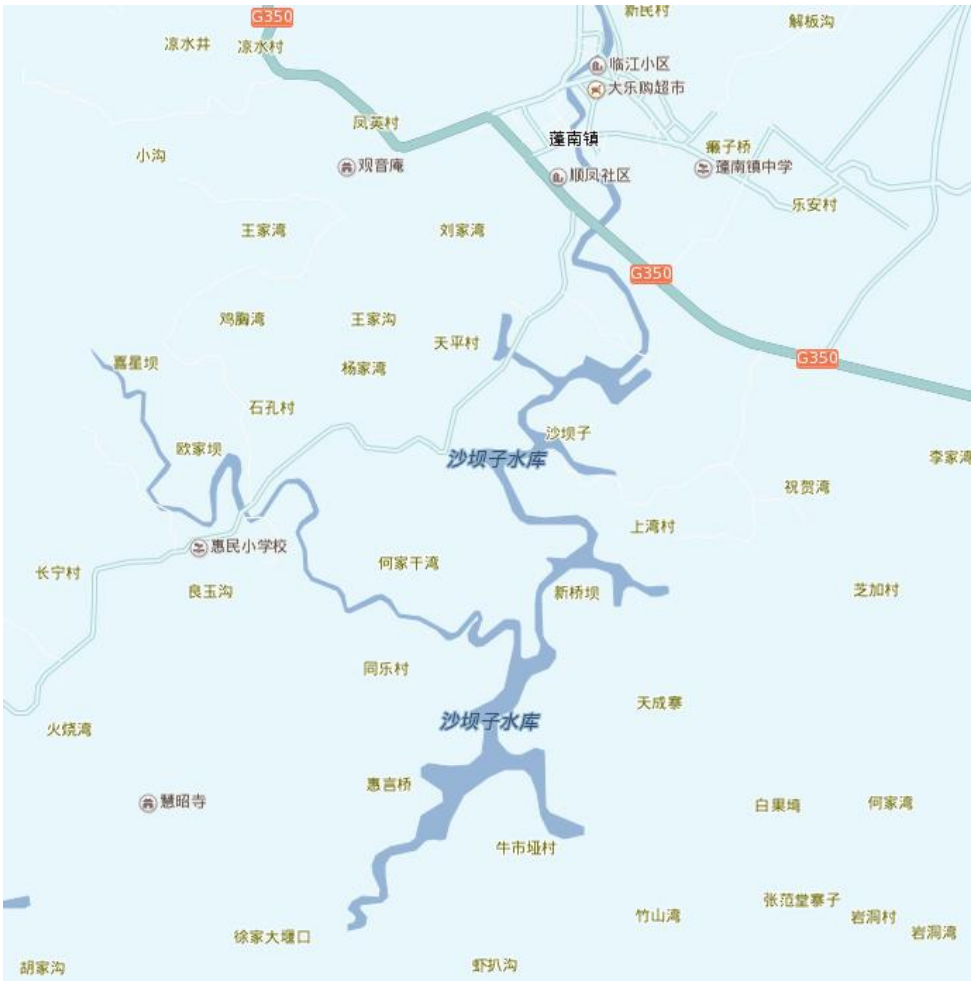 G350
新民村
解板沟
凉水井
凉水村
临江小区
大乐购超市
凤英村
蓬南镇
癞子桥
小沟
观音庵
顺凤社区
蓬南镇中学
乐安村
王家湾
刘家湾
G350
鸡胸湾
王家沟
天平村
G350
喜星坝
杨家湾
石孔村
沙坝子
欧家坝
沙坝子水库
李家湾
祝贺湾
上湾村
惠民小学校
何家干湾
长宁村
良玉沟
新桥坝
芝加村
同乐村
天成寨
沙坝子水库
火烧湾
惠言桥
慧昭寺
白果埼
何家湾
牛市垭村
张范堂寨子
竹山湾
岩洞村
岩洞湾
徐家大堰口
虾扒沟
胡家沟